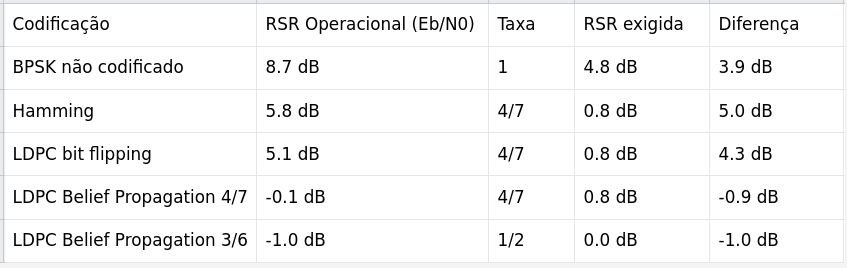 Codificação RSR Operacional (Eb/N0) Taxa RSR exigida Diferença
BPSK não codificado 8.7 dB 1 4.8 dB 3.9 dB
Hamming 5.8 dB 4/7 0.8 dB 5.0 dB
LDPC bit flipping 5.1 dB 4/7 0.8 dB 4.3 dB
LDPC Belief Propagation 4/7 -0.1 dB 4/7 0.8 dB -0.9 dB
LDPC Belief Propagation 3/6 -1.0 dB 1/2 0.0 dB -1.0 dB